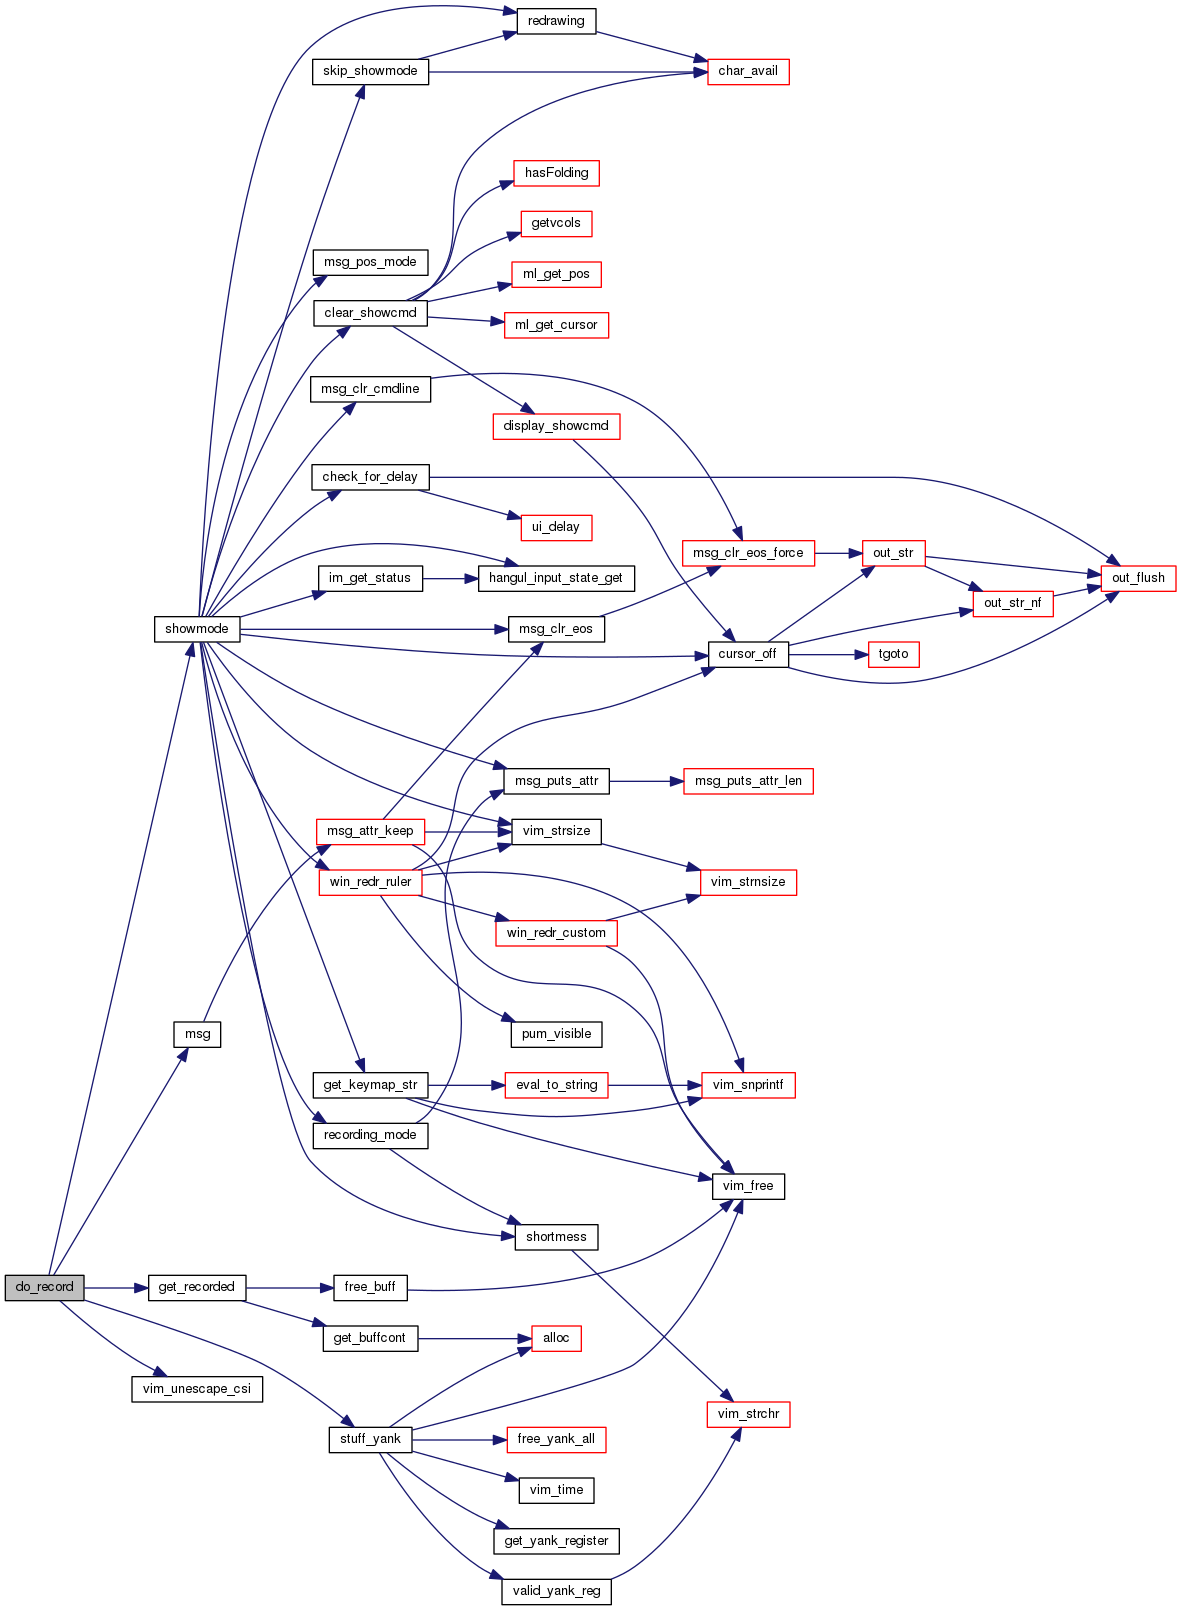 redrawing
skip_showmode
char_avail
hasFolding
getvcols
msg_pos_mode
ml_get_pos
clear_showcmd
ml_get_cursor
msg_clr_cmdline
display_showcmd
check_for_delay
ui_delay
msg_clr_eos_force
out_str
im_get_status
hangul_input_state_get
out_flush
out_str_nf
showmode
msg_clr_eos
cursor_off
tgoto
msg_puts_attr
msg_puts_attr_len
msg_attr_keep
vim_strsize
win_redr_ruler
vim_strnsize
win_redr_custom
msg
pum_visible
get_keymap_str
eval_to_string
vim_snprintf
recording_mode
vim_free
shortmess
do_record
get_recorded
free_buff
get_buffcont
alloc
vim_unescape_csi
vim_strchr
stuff_yank
free_yank_all
vim_time
get_yank_register
valid_yank_reg